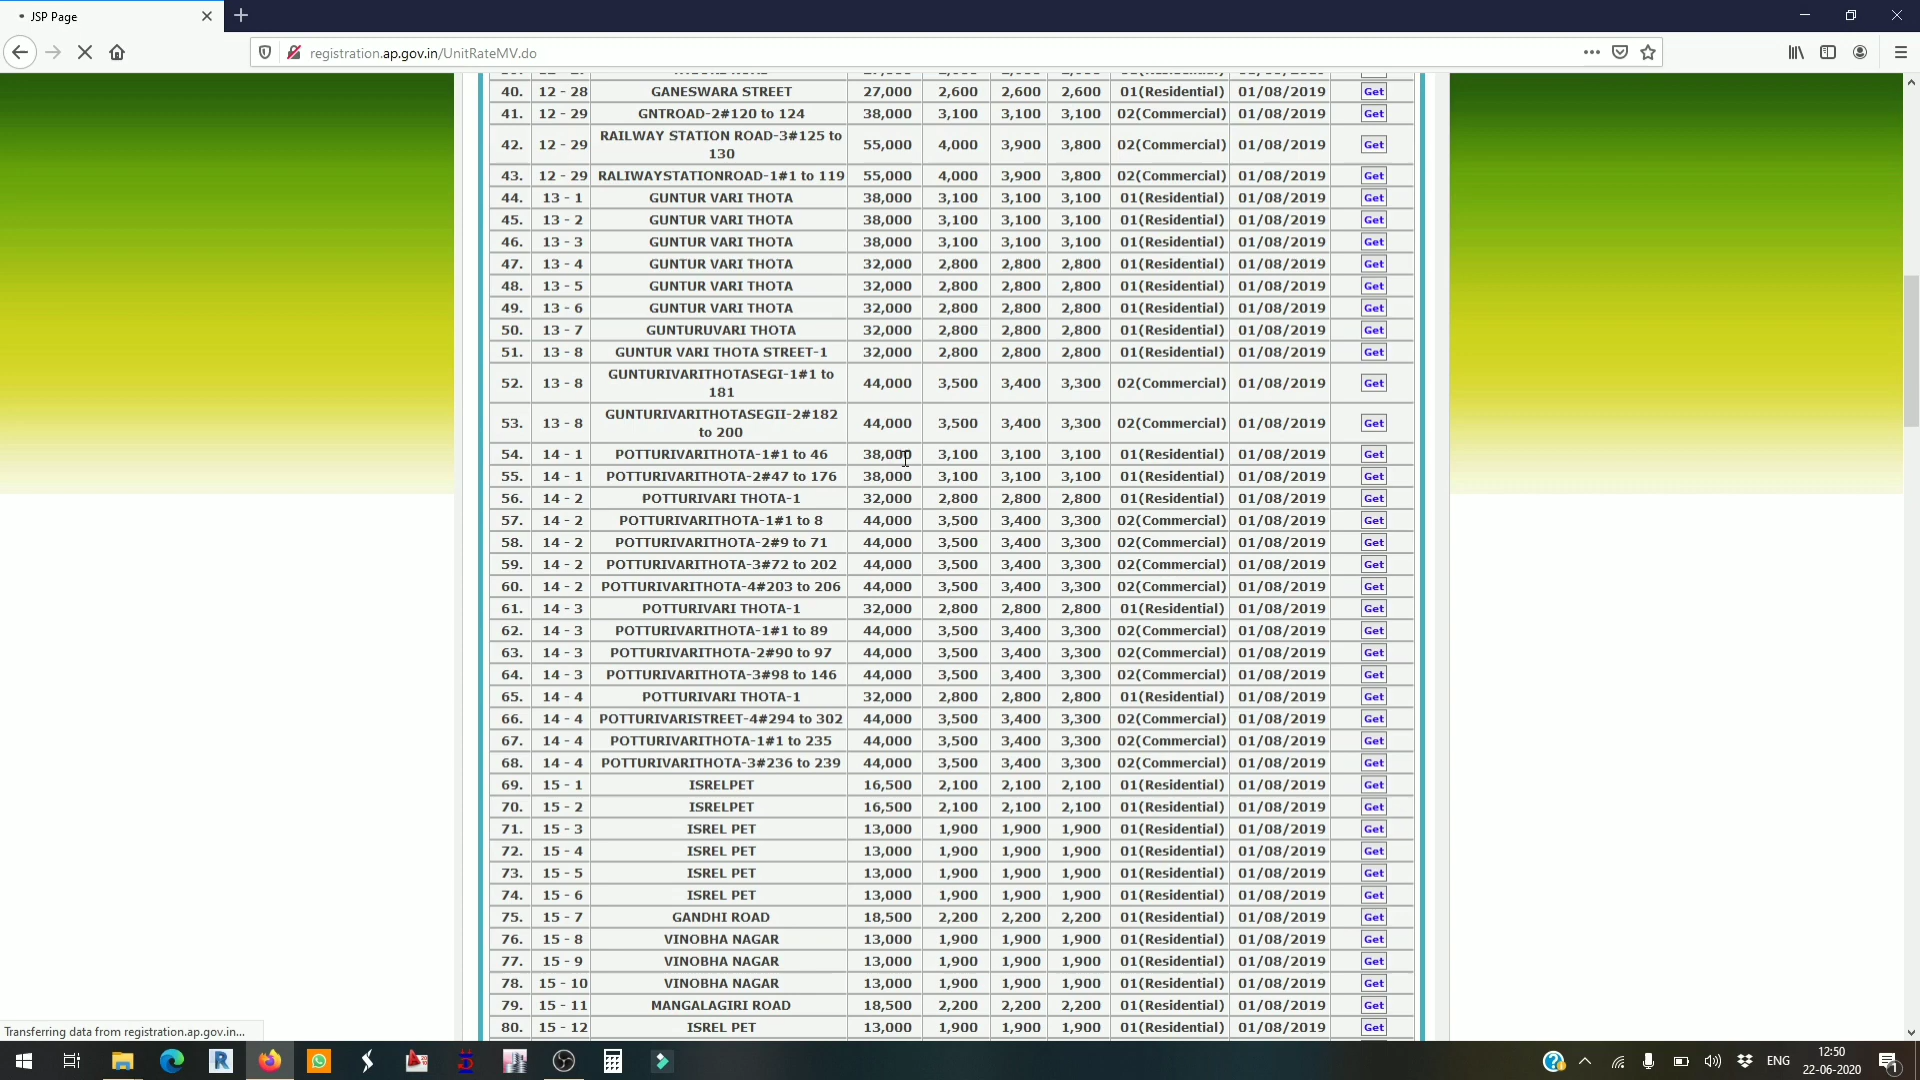 JSP Page
registration.ap.gov.in/UnitRateMV.do
40. 12 - 28 GANESWARA STREET 27,000 2,600 2,600 2,600 01(Residential) 01/08/2019 Get
41. 12 - 29 GNTROAD-2#120 to 124 38,000 3,100 3,100 3,100 02(Commercial) 01/08/2019 Get
42. 12 - 29 RAILWAY STATION ROAD-3#125 to 55,000 4,000 3,900 3,800 02(Commercial) 01/08/2019 Get
130
43. 12 - 29 RALIWAYSTATIONROAD-1#1 to 119 55,000 4,000 3,900 3,800 02(Commercial) 01/08/2019 Get
44. 13 - 1 GUNTUR VARI THOTA 38,000 3,100 3,100 3,100 01(Residential) 01/08/2019 Get
45. 13 - 2 GUNTUR VARI THOTA 38,000 3,100 3,100 3,100 01(Residential) 01/08/2019 Get
46. 13 - 3 GUNTUR VARI THOTA 38,000 3,100 3,100 3,100 01(Residential) 01/08/2019 Get
47. 13 - 4 GUNTUR VARI THOTA 32,000 2,800 2,800 2,800 01(Residential) 01/08/2019 Get
48. 13 - 5 GUNTUR VARI THOTA 32,000 2,800 2,800 2,800 01(Residential) 01/08/2019 Get
49. 13 - 6 GUNTUR VARI THOTA 32,000 2,800 2,800 2,800 01(Residential) 01/08/2019 Get
50. 13 - 7 GUNTURUVARI THOTA 32,000 2,800 2,800 2,800 01(Residential) 01/08/2019 Get
51. 13 - 8 GUNTUR VARI THOTA STREET-1 32,000 2,800 2,800 2,800 01(Residential) 01/08/2019 Get
52. 13 - 8 GUNTURIVARITHOTASEGI-1#1 to 44,000 3,500 3,400 3,300 02(Commercial) 01/08/2019 Get
181
53. 13 - 8 GUNTURIVARITHOTASEGII-2#182 44,000 3,500 3,400 3,300 02(Commercial) 01/08/2019 Get
to 200
54. 14 - 1 POTTURIVARITHOTA-1#1 to 46 38,000 3,100 3,100 3,100 01(Residential) 01/08/2019 Get
55. 14 - 1 POTTURIVARITHOTA-2#47 to 176 38,000 3,100 3,100 3,100 01(Residential) 01/08/2019 Get
56. 14 - 2 POTTURIVARI THOTA-1 32,000 2,800 2,800 2,800 01(Residential) 01/08/2019 Get
57. 14 - 2 POTTURIVARITHOTA-1#1 to 8 44,000 3,500 3,400 3,300 02(Commercial) 01/08/2019 Get
58. 14 - 2 POTTURIVARITHOTA-2#9 to 71 44,000 3,500 3,400 3,300 02(Commercial) 01/08/2019 Get
59. 14 - 2 POTTURIVARITHOTA-3#72 to 202 44,000 3,500 3,400 3,300 02(Commercial) 01/08/2019 Get
60. 14 - 2 POTTURIVARITHOTA-4#203 to 206 44,000 3,500 3,400 3,300 02(Commercial) 01/08/2019 Get
61. 14 - 3 POTTURIVARI THOTA-1 32,000 2,800 2,800 2,800 01(Residential) 01/08/2019 Get
62. 14 - 3 POTTURIVARITHOTA-1#1 to 89 44,000 3,500 3,400 3,300 02(Commercial) 01/08/2019 Get
63. 14 - 3 POTTURIVARITHOTA-2#90 to 97 44,000 3,500 3,400 3,300 02(Commercial) 01/08/2019 Get
64. 14 - 3 POTTURIVARITHOTA-3#98 to 146 44,000 3,500 3,400 3,300 02(Commercial) 01/08/2019 Get
65. 14 - 4 POTTURIVARI THOTA-1 32,000 2,800 2,800 2,800 01(Residential) 01/08/2019 Get
66. 14 - 4 POTTURIVARISTREET-4#294 to 302 44,000 3,500 3,400 3,300 02(Commercial) 01/08/2019 Get
67. 14 - 4 POTTURIVARITHOTA-1#1 to 235 44,000 3,500 3,400 3,300 02(Commercial) 01/08/2019 Get
68. 14 - 4 POTTURIVARITHOTA-3#236 to 239 44,000 3,500 3,400 3,300 02(Commercial) 01/08/2019 Get
69. 15 - 1 ISRELPET 16,500 2,100 2,100 2,100 01(Residential) 01/08/2019 Get
70. 15 - 2 ISRELPET 16,500 2,100 2,100 2,100 01(Residential) 01/08/2019 Get
71. 15 - 3 ISREL PET 13,000 1,900 1,900 1,900 01(Residential) 01/08/2019 Get
72. 15 - 4 ISREL PET 13,000 1,900 1,900 1,900 01(Residential) 01/08/2019 Get
73. 15 - 5 ISREL PET 13,000 1,900 1,900 1,900 01(Residential) 01/08/2019 Get
74. 15 - 6 ISREL PET 13,000 1,900 1,900 1,900 01(Residential) 01/08/2019 Get
75. 15 - 7 GANDHI ROAD 18,500 2,200 2,200 2,200 01(Residential) 01/08/2019 Get
76. 15 - 8 VINOBHA NAGAR 13,000 1,900 1,900 1,900 01(Residential) 01/08/2019 Get
77. 15 - 9 VINOBHA NAGAR 13,000 1,900 1,900 1,900 01(Residential) 01/08/2019 Get
78. 15 - 10 VINOBHA NAGAR 13,000 1,900 1,900 1,900 01(Residential) 01/08/2019 Get
79. 15 - 11 MANGALAGIRI ROAD 18,500 2,200 2,200 2,200 01(Residential) 01/08/2019 Get
80. 15 - 12 ISREL PET 13,000 1,900 1,900 1,900 01(Residential) 01/08/2019 Get
Transferring data from registration.ap.gov.in...
ENG
12:50
22-06-2020